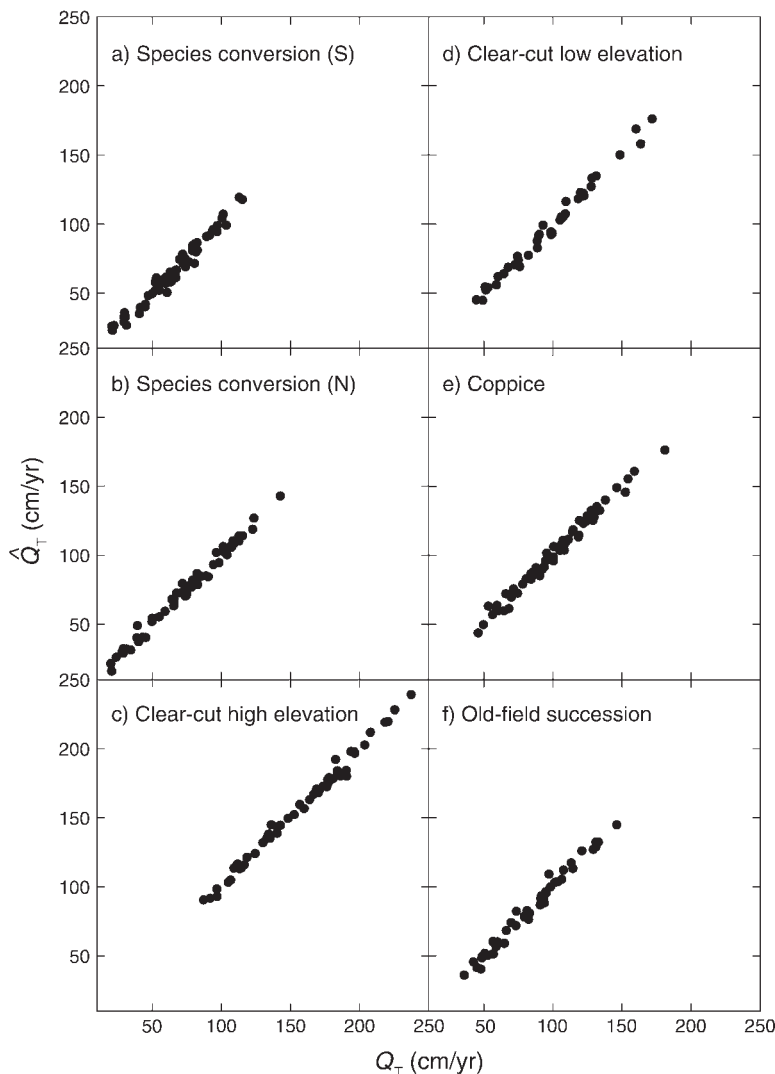 250
a) Species conversion (S)
d) Clear-cut low elevation
200
150
100
50
250
b) Species conversion (N)
e) Coppice
200
150
100
50
Q̂T (cm/yr)
250
c) Clear-cut high elevation
f) Old-field succession
200
150
100
50
50 100 150 200 250 50 100 150 200 250
QT (cm/yr)